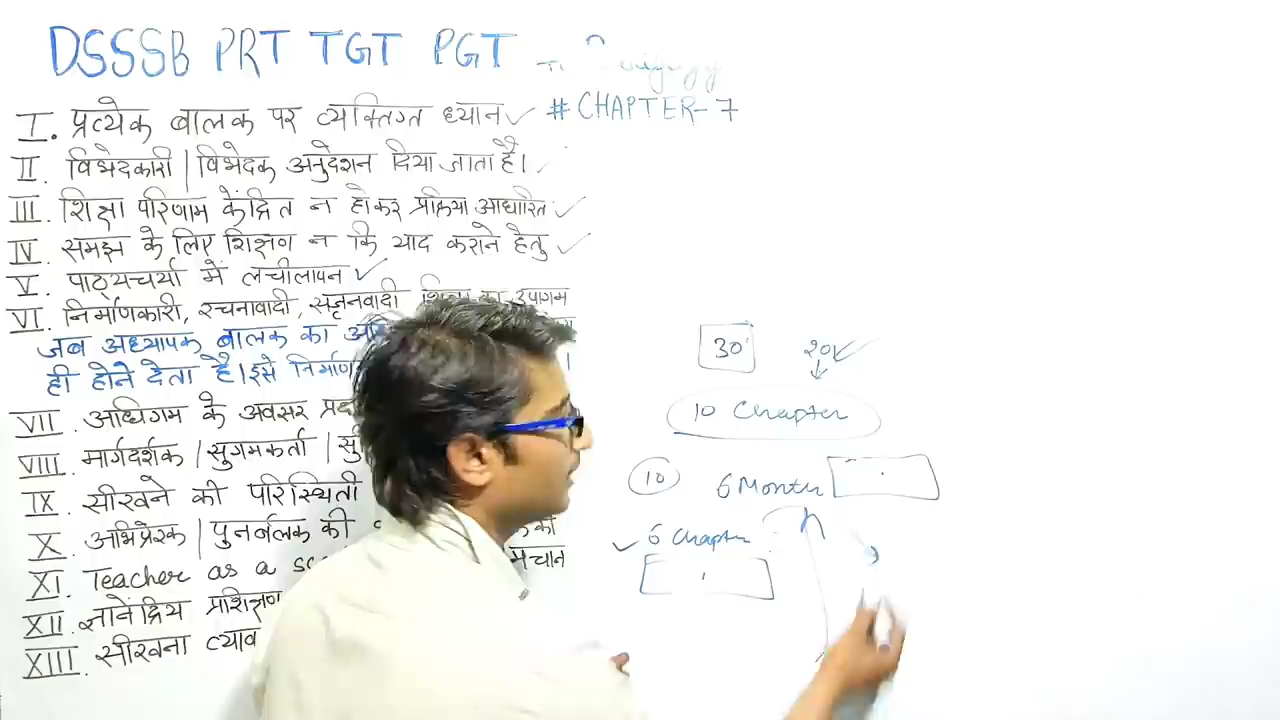 DSSSB PRT TGT PGT
# CHAPTER-7
I. प्रत्येक बालक पर व्यक्तिगत ध्यान ✓
II. विभेदकारी | विभेदक अनुदेशन दिया जाता है। ✓
III. शिक्षा परिणाम केंद्रित न होकर प्रक्रिया आधारित ✓
IV. समझ के लिए शिक्षण न कि याद कराने हेतु ✓
V. पाठ्यचर्या में लचीलापन ✓
VI. निर्माणकारी, रचनावादी, सृजनवादी उपागम
जब अध्यापक बालक का
ही होने देता है। इसे निर्माण
VII. अधिगम के अवसर
VIII. मार्गदर्शक | सुगमकर्ता |
IX. सीखने की परिस्थिती
X. अभिप्रेरक | पुनर्बलक की
XI. Teacher as a मचान
XII. ज्ञानेंद्रिय प्रशिक्षण
XIII. सीखना
30
20 ✓
10 Chapter
10
6 Month
✓ 6 Chapter